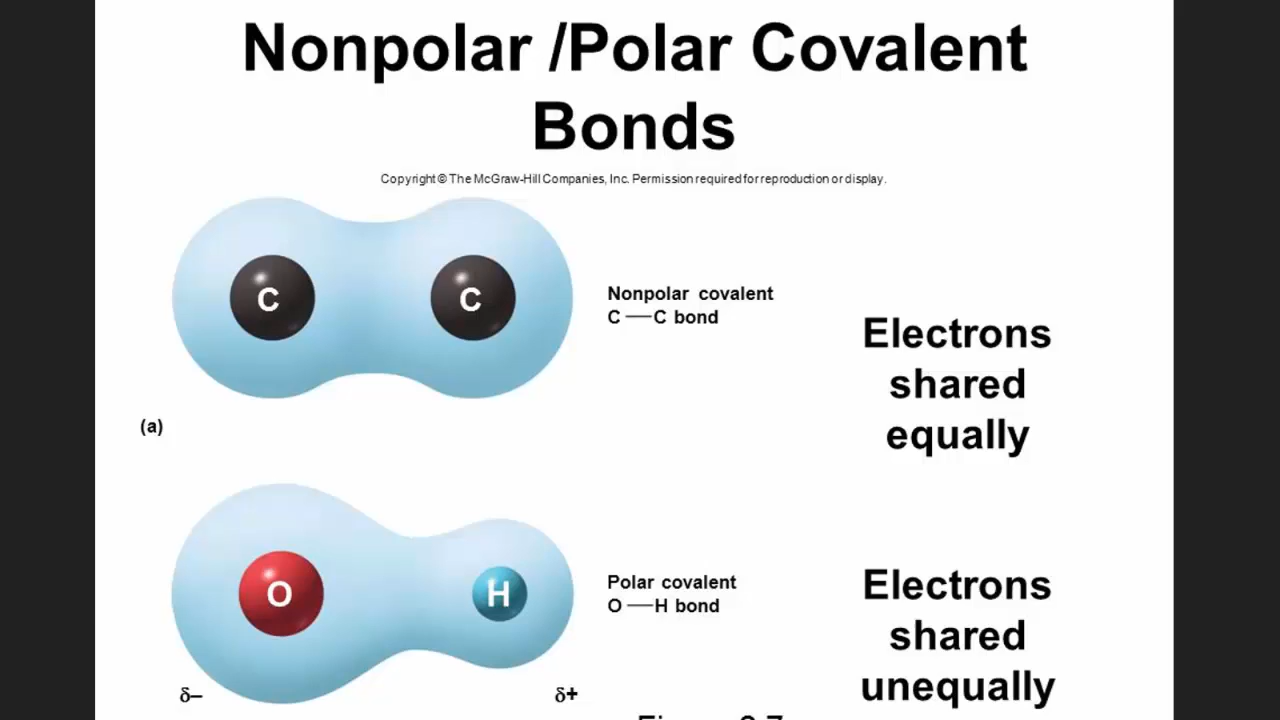 Nonpolar /Polar Covalent
Bonds
Copyright © The McGraw-Hill Companies, Inc. Permission required for reproduction or display.
C
C
Nonpolar covalent
C — C bond
Electrons
shared
equally
(a)
O
H
Polar covalent
O — H bond
Electrons
shared
unequally
δ–
δ+